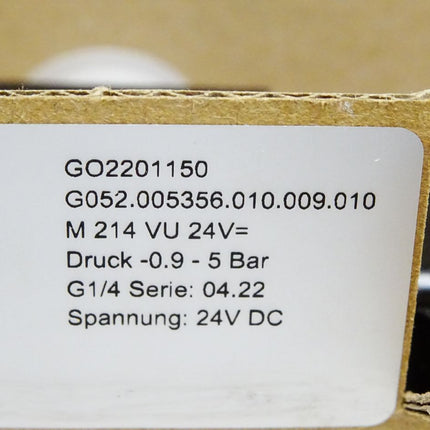 GO2201150
G052.005356.010.009.010
M 214 VU 24V=
Druck -0.9 - 5 Bar
G1/4 Serie: 04.22
Spannung: 24V DC